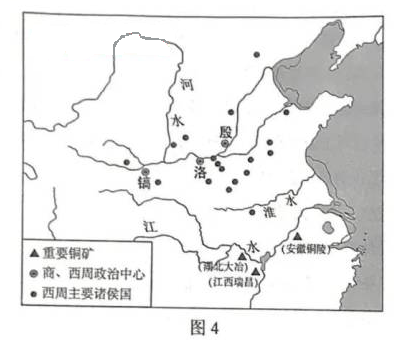 河
水
殷
洛
镐
淮
水
江
水
(安徽铜陵)
(湖北大冶)
(江西瑞昌)
重要铜矿
商、西周政治中心
西周主要诸侯国
图4